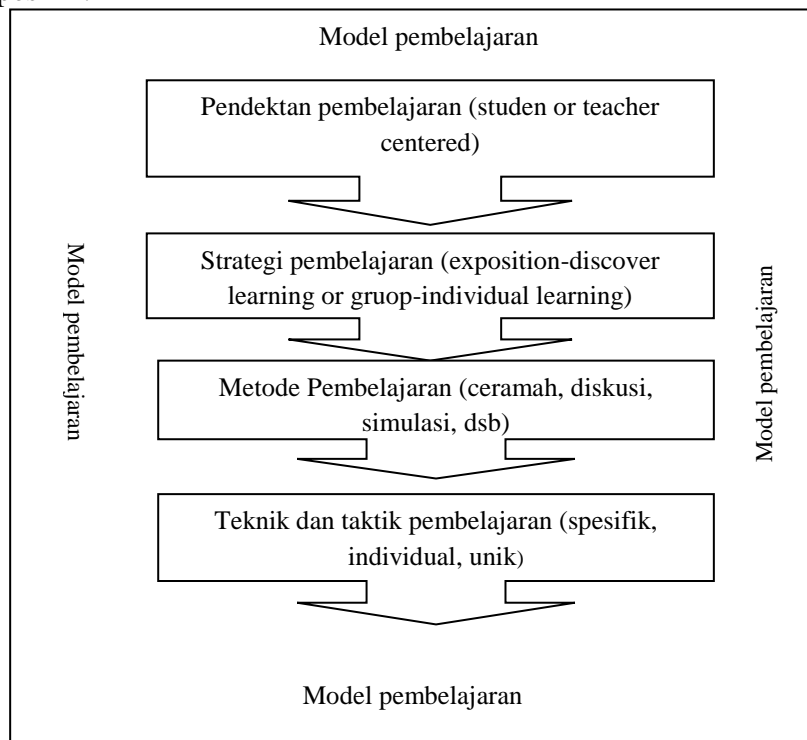 Model pembelajaran
Pendektan pembelajaran (studen or teacher
centered)
Strategi pembelajaran (exposition-discover
learning or gruop-individual learning)
Model pembelajaran
Model pembelajaran
Metode Pembelajaran (ceramah, diskusi,
simulasi, dsb)
Teknik dan taktik pembelajaran (spesifik,
individual, unik)
Model pembelajaran